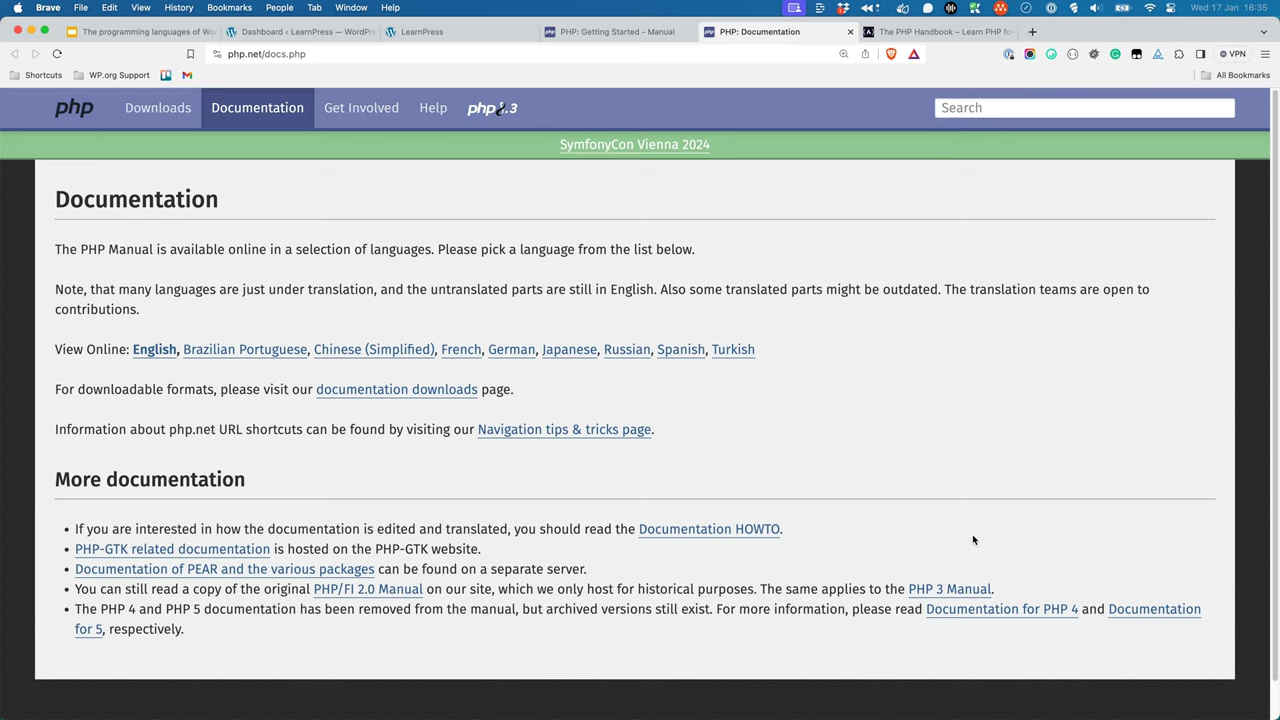 Brave File Edit View History Bookmarks People Tab Window Help Wed 17 Jan 16:35
The programming languages of Wo Dashboard ‹ LearnPress — WordPre LearnPress PHP: Getting Started - Manual PHP: Documentation The PHP Handbook – Learn PHP for
php.net/docs.php VPN
Shortcuts WP.org Support All Bookmarks
php Downloads Documentation Get Involved Help php8.3 Search
SymfonyCon Vienna 2024
Documentation
The PHP Manual is available online in a selection of languages. Please pick a language from the list below.
Note, that many languages are just under translation, and the untranslated parts are still in English. Also some translated parts might be outdated. The translation teams are open to
contributions.
View Online: English, Brazilian Portuguese, Chinese (Simplified), French, German, Japanese, Russian, Spanish, Turkish
For downloadable formats, please visit our documentation downloads page.
Information about php.net URL shortcuts can be found by visiting our Navigation tips & tricks page.
More documentation
• If you are interested in how the documentation is edited and translated, you should read the Documentation HOWTO.
• PHP-GTK related documentation is hosted on the PHP-GTK website.
• Documentation of PEAR and the various packages can be found on a separate server.
• You can still read a copy of the original PHP/FI 2.0 Manual on our site, which we only host for historical purposes. The same applies to the PHP 3 Manual.
• The PHP 4 and PHP 5 documentation has been removed from the manual, but archived versions still exist. For more information, please read Documentation for PHP 4 and Documentation
for 5, respectively.